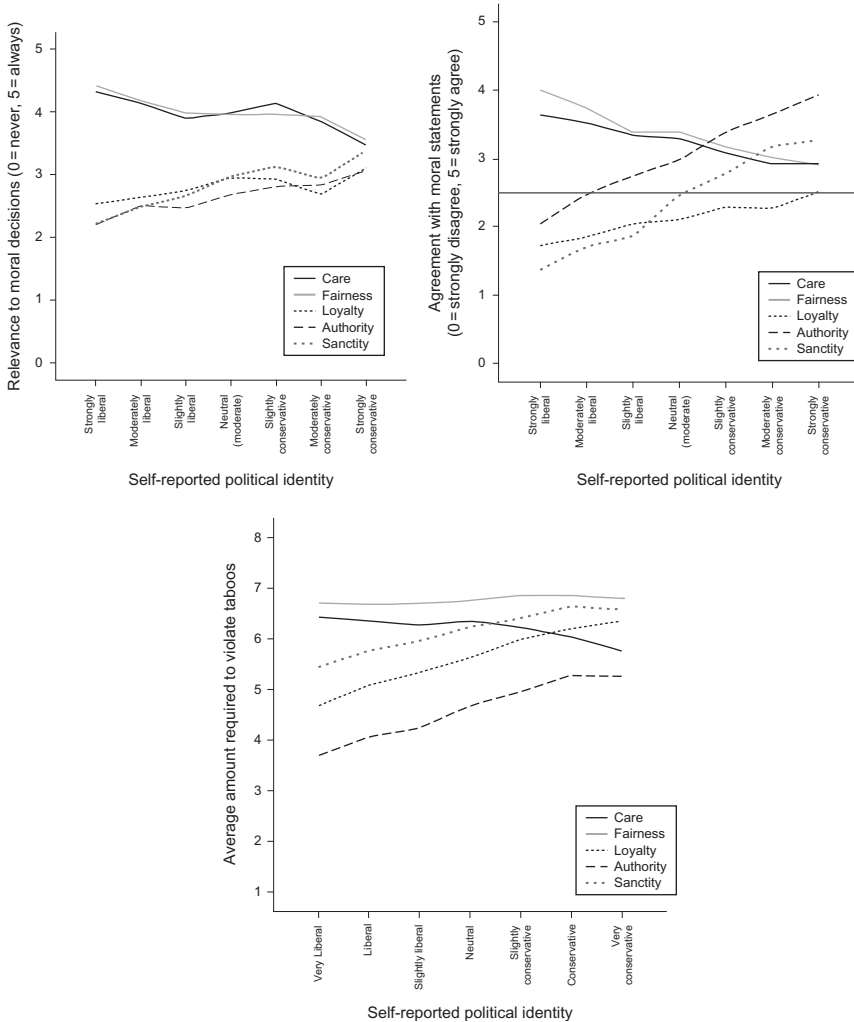 Relevance to moral decisions (0 = never, 5 = always)
5
4
3
2
1
0
Care
Fairness
Loyalty
Authority
Sanctity
Strongly
liberal
Moderately
liberal
Slightly
liberal
Neutral
(moderate)
Slightly
conservative
Moderately
conservative
Strongly
conservative
Self-reported political identity
Agreement with moral statements
(0 = strongly disagree, 5 = strongly agree)
5
4
3
2
1
0
Care
Fairness
Loyalty
Authority
Sanctity
Strongly
liberal
Moderately
liberal
Slightly
liberal
Neutral
(moderate)
Slightly
conservative
Moderately
conservative
Strongly
conservative
Self-reported political identity
Average amount required to violate taboos
8
7
6
5
4
3
2
1
Care
Fairness
Loyalty
Authority
Sanctity
Very Liberal
Liberal
Slightly liberal
Neutral
Slightly
conservative
Conservative
Very
conservative
Self-reported political identity